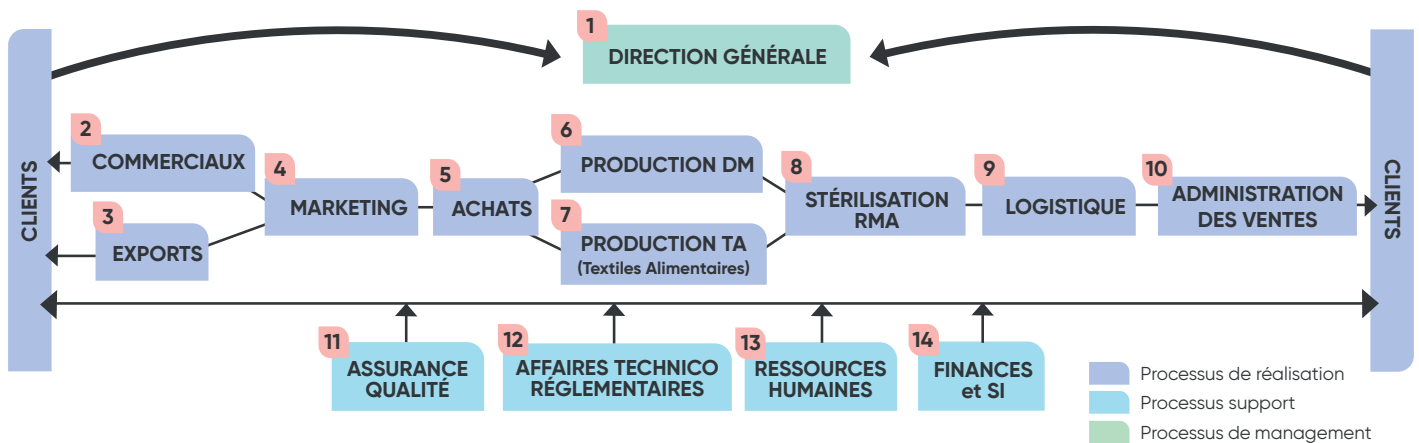 1
DIRECTION GÉNÉRALE
CLIENTS
2
COMMERCIAUX
3
EXPORTS
4
MARKETING
5
ACHATS
6
PRODUCTION DM
7
PRODUCTION TA
(Textiles Alimentaires)
8
STÉRILISATION
RMA
9
LOGISTIQUE
10
ADMINISTRATION
DES VENTES
CLIENTS
11
ASSURANCE
QUALITÉ
12
AFFAIRES TECHNICO
RÉGLEMENTAIRES
13
RESSOURCES
HUMAINES
14
FINANCES
et SI
Processus de réalisation
Processus support
Processus de management